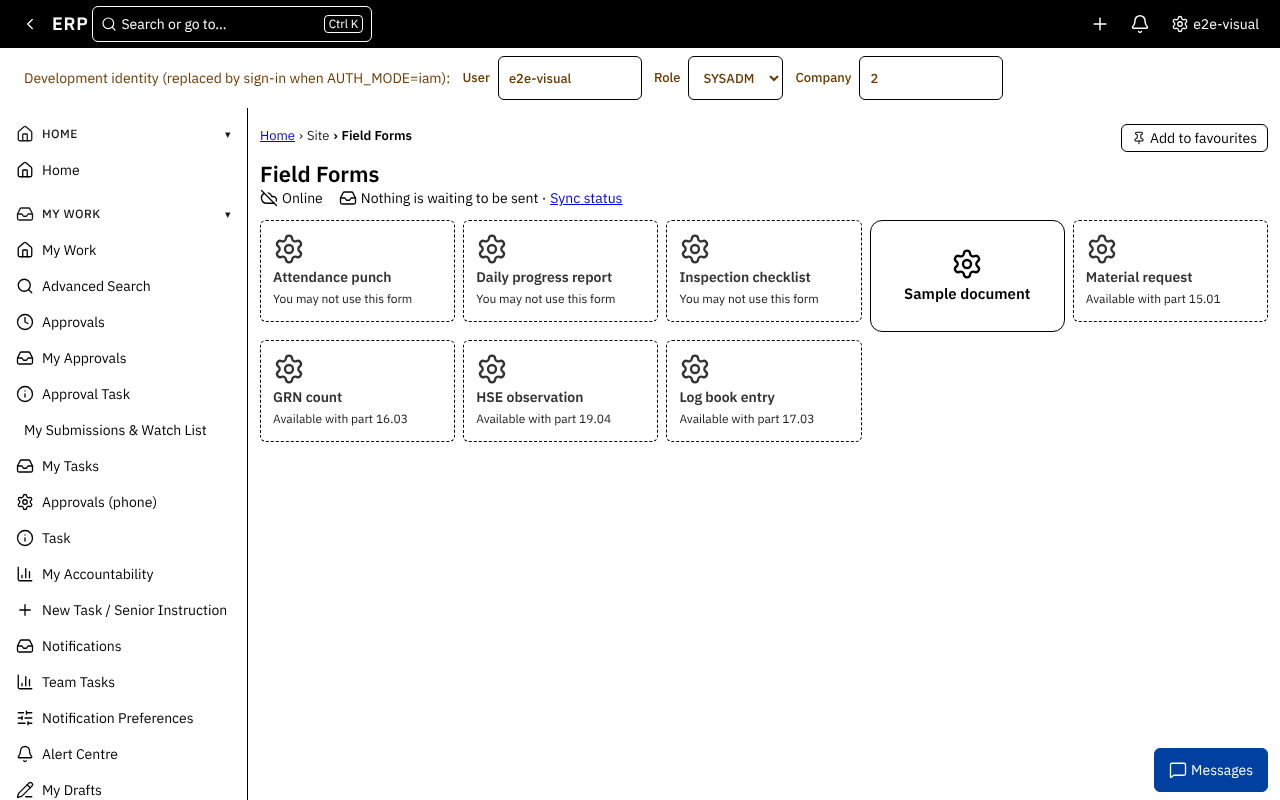 ERP Search or go to... Ctrl K e2e-visual
Development identity (replaced by sign-in when AUTH_MODE=iam): User e2e-visual Role SYSADM Company 2
HOME
Home
MY WORK
My Work
Advanced Search
Approvals
My Approvals
Approval Task
My Submissions & Watch List
My Tasks
Approvals (phone)
Task
My Accountability
New Task / Senior Instruction
Notifications
Team Tasks
Notification Preferences
Alert Centre
My Drafts
Home › Site › Field Forms
Add to favourites
Field Forms
Online Nothing is waiting to be sent · Sync status
Attendance punch
You may not use this form
Daily progress report
You may not use this form
Inspection checklist
You may not use this form
Sample document
Material request
Available with part 15.01
GRN count
Available with part 16.03
HSE observation
Available with part 19.04
Log book entry
Available with part 17.03
Messages